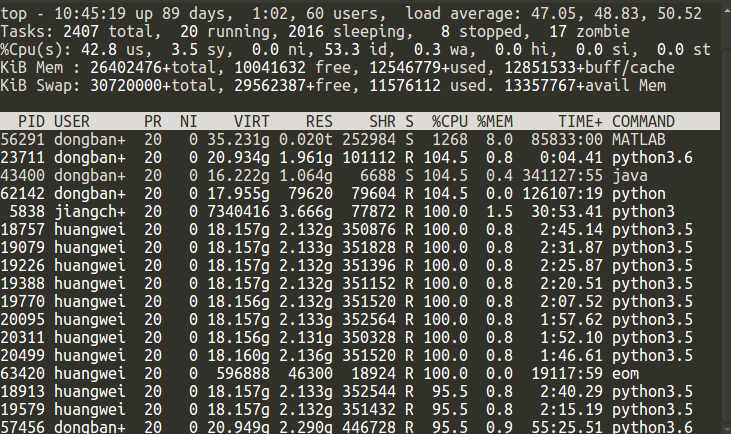 top - 10:45:19 up 89 days,  1:02, 60 users,  load average: 47.05, 48.83, 50.52
Tasks: 2407 total,  20 running, 2016 sleeping,   8 stopped,  17 zombie
%Cpu(s): 42.8 us,  3.5 sy,  0.0 ni, 53.3 id,  0.3 wa,  0.0 hi,  0.0 si,  0.0 st
KiB Mem : 26402476+total, 10041632 free, 12546779+used, 12851533+buff/cache
KiB Swap: 30720000+total, 29562387+free, 11576112 used. 13357767+avail Mem
PID USER PR NI VIRT RES SHR S %CPU %MEM TIME+ COMMAND
56291 dongban+ 20 0 35.231g 0.020t 252984 S 1268 8.0 85833:00 MATLAB
23711 dongban+ 20 0 20.934g 1.961g 101112 R 104.5 0.8 0:04.41 python3.6
43400 dongban+ 20 0 16.222g 1.064g 6688 S 104.5 0.4 341127:55 java
62142 dongban+ 20 0 17.955g 79620 79604 R 104.5 0.0 126107:19 python
5838 jiangch+ 20 0 7340416 3.666g 77872 R 100.0 1.5 30:53.41 python3
18757 huangwei 20 0 18.157g 2.132g 350876 R 100.0 0.8 2:45.14 python3.5
19079 huangwei 20 0 18.157g 2.133g 351828 R 100.0 0.8 2:31.87 python3.5
19226 huangwei 20 0 18.157g 2.132g 351396 R 100.0 0.8 2:25.87 python3.5
19388 huangwei 20 0 18.157g 2.132g 351152 R 100.0 0.8 2:20.51 python3.5
19770 huangwei 20 0 18.156g 2.132g 351520 R 100.0 0.8 2:07.52 python3.5
20095 huangwei 20 0 18.157g 2.133g 352564 R 100.0 0.8 1:57.62 python3.5
20311 huangwei 20 0 18.156g 2.131g 350328 R 100.0 0.8 1:52.10 python3.5
20499 huangwei 20 0 18.160g 2.136g 351520 R 100.0 0.8 1:46.61 python3.5
63420 huangwei 20 0 596888 46300 18924 R 100.0 0.0 19117:59 eom
18913 huangwei 20 0 18.157g 2.133g 352544 R 95.5 0.8 2:40.29 python3.5
19579 huangwei 20 0 18.157g 2.132g 351432 R 95.5 0.8 2:15.19 python3.5
57456 dongban+ 20 0 20.949g 2.290g 446728 R 95.5 0.9 55:25.51 python3.6